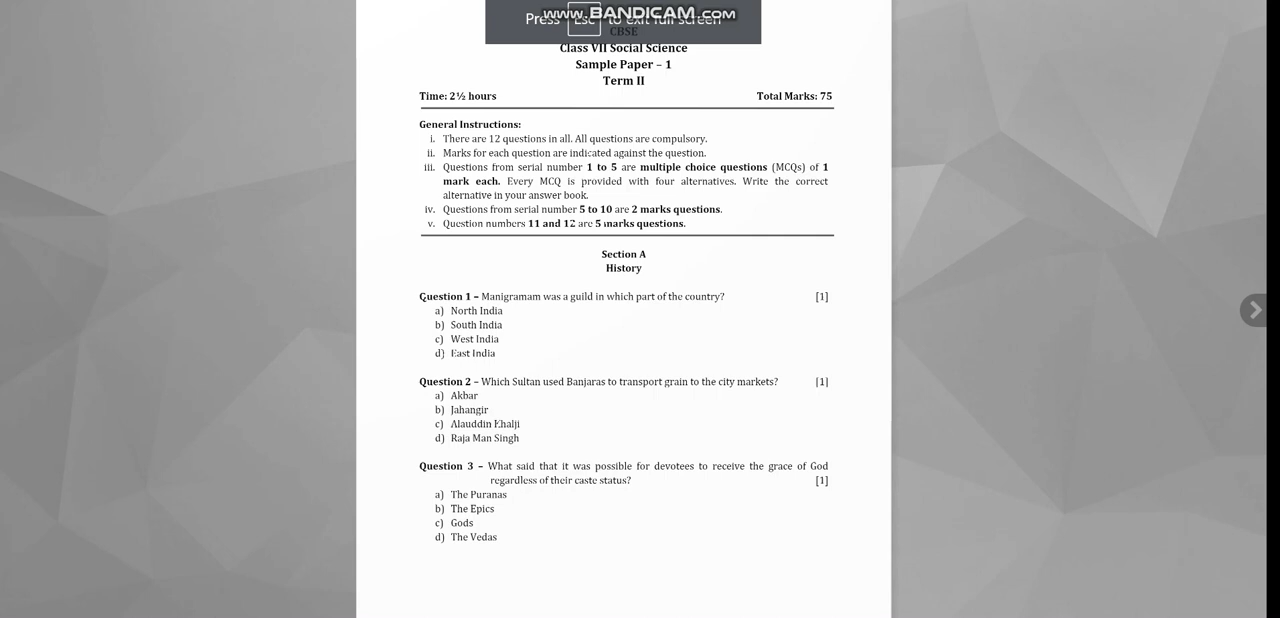 www.BANDICAM.com
Press Esc to exit full screen
CBSE
Class VII Social Science
Sample Paper – 1
Term II
Time: 2½ hours Total Marks: 75
General Instructions:
i. There are 12 questions in all. All questions are compulsory.
ii. Marks for each question are indicated against the question.
iii. Questions from serial number 1 to 5 are multiple choice questions (MCQs) of 1
mark each. Every MCQ is provided with four alternatives. Write the correct
alternative in your answer book.
iv. Questions from serial number 5 to 10 are 2 marks questions.
v. Question numbers 11 and 12 are 5 marks questions.
Section A
History
Question 1 – Manigramam was a guild in which part of the country? [1]
a) North India
b) South India
c) West India
d) East India
Question 2 – Which Sultan used Banjaras to transport grain to the city markets? [1]
a) Akbar
b) Jahangir
c) Alauddin Khalji
d) Raja Man Singh
Question 3 – What said that it was possible for devotees to receive the grace of God
regardless of their caste status? [1]
a) The Puranas
b) The Epics
c) Gods
d) The Vedas